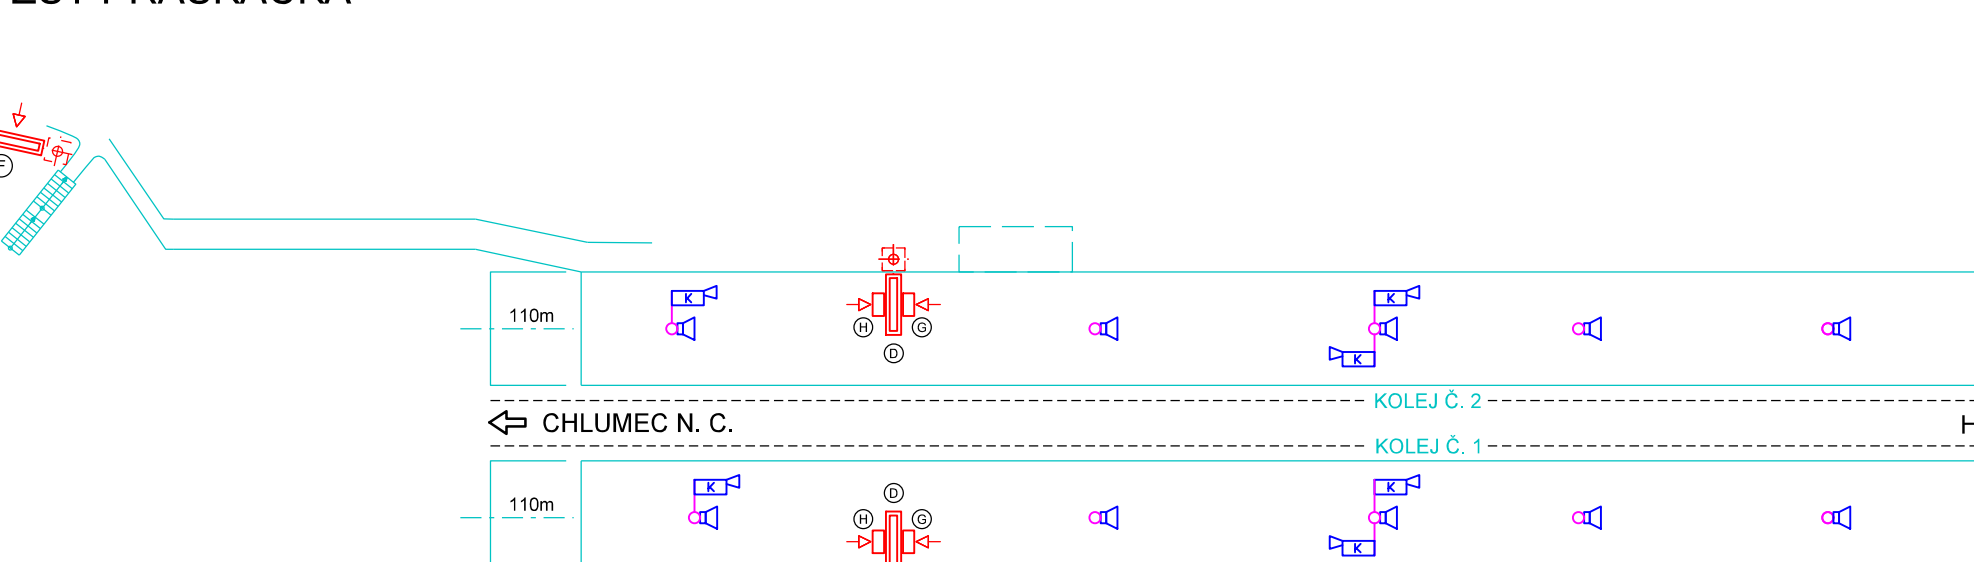 F
K
K
110m
H
G
D
K
KOLEJ Č. 2
CHLUMEC N. C.
H
KOLEJ Č. 1
K
K
110m
D
H
G
K